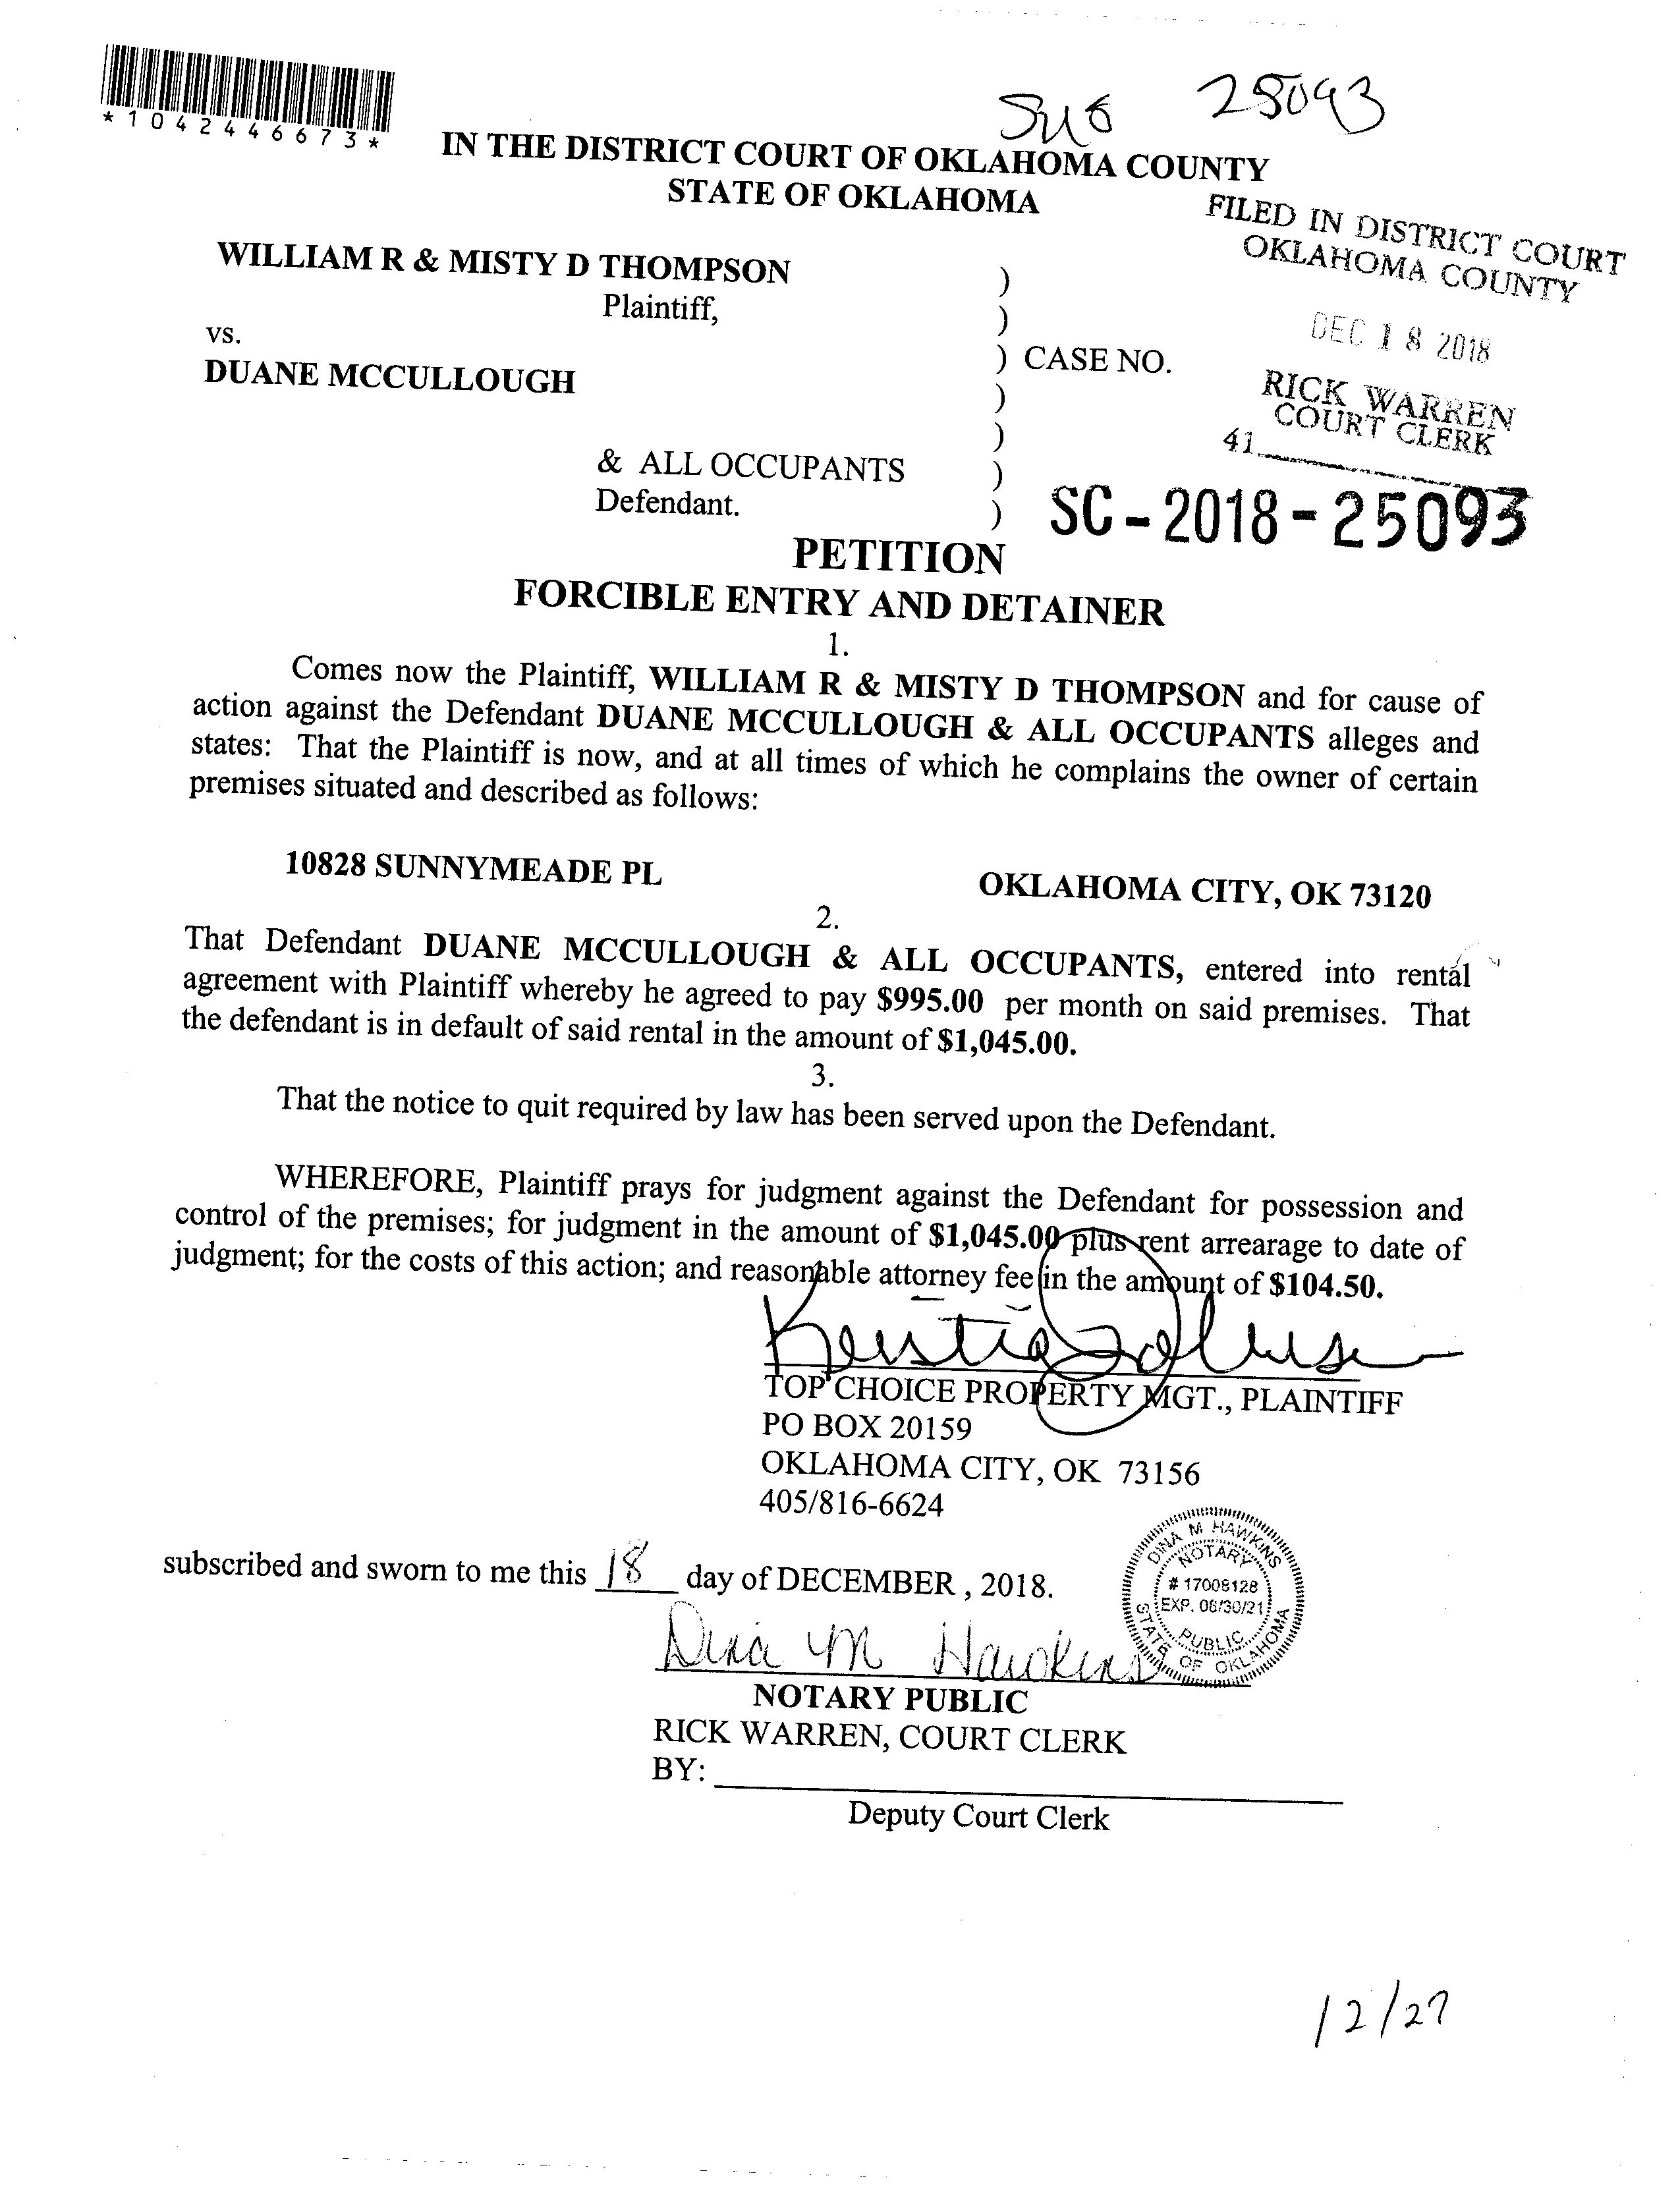 *1042446673*
28093
IN THE DISTRICT COURT OF OKLAHOMA COUNTY
STATE OF OKLAHOMA
FILED IN DISTRICT COURT
OKLAHOMA COUNTY
DEC 18 2018
RICK WARREN
COURT CLERK
41
WILLIAM R & MISTY D THOMPSON )
Plaintiff, )
vs.
) CASE NO.
DUANE MCCULLOUGH )
)
& ALL OCCUPANTS )
Defendant. )
SC-2018-25093
PETITION
FORCIBLE ENTRY AND DETAINER
1.
Comes now the Plaintiff, WILLIAM R & MISTY D THOMPSON and for cause of
action against the Defendant DUANE MCCULLOUGH & ALL OCCUPANTS alleges and
states: That the Plaintiff is now, and at all times of which he complains the owner of certain
premises situated and described as follows:
10828 SUNNYMEADE PL OKLAHOMA CITY, OK 73120
2.
That Defendant DUANE MCCULLOUGH & ALL OCCUPANTS, entered into rental
agreement with Plaintiff whereby he agreed to pay $995.00 per month on said premises. That
the defendant is in default of said rental in the amount of $1,045.00.
3.
That the notice to quit required by law has been served upon the Defendant.
WHEREFORE, Plaintiff prays for judgment against the Defendant for possession and
control of the premises; for judgment in the amount of $1,045.00 plus rent arrearage to date of
judgment; for the costs of this action; and reasonable attorney fee in the amount of $104.50.
TOP CHOICE PROPERTY MGT., PLAINTIFF
PO BOX 20159
OKLAHOMA CITY, OK 73156
405/816-6624
subscribed and sworn to me this 18 day of DECEMBER , 2018.
DINA M HAWKINS
NOTARY
# 17008128
EXP. 08/30/21
PUBLIC
STATE OF OKLAHOMA
Dina M Hawkins
NOTARY PUBLIC
RICK WARREN, COURT CLERK
BY:
Deputy Court Clerk
12/27